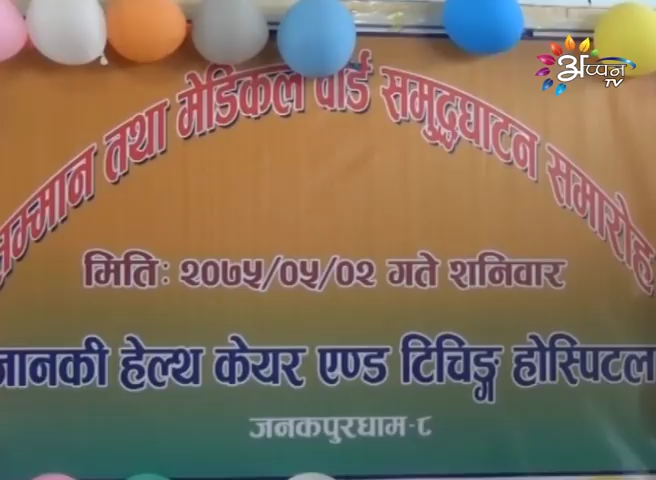 अप्पन
TV
सम्मान तथा मेडिकल वार्ड समुद्घाटन समारोह
मितिः २०७५/०५/०२ गते शनिवार
जानकी हेल्थ केयर एण्ड टिचिङ्ग होस्पिटल
जनकपुरधाम-८